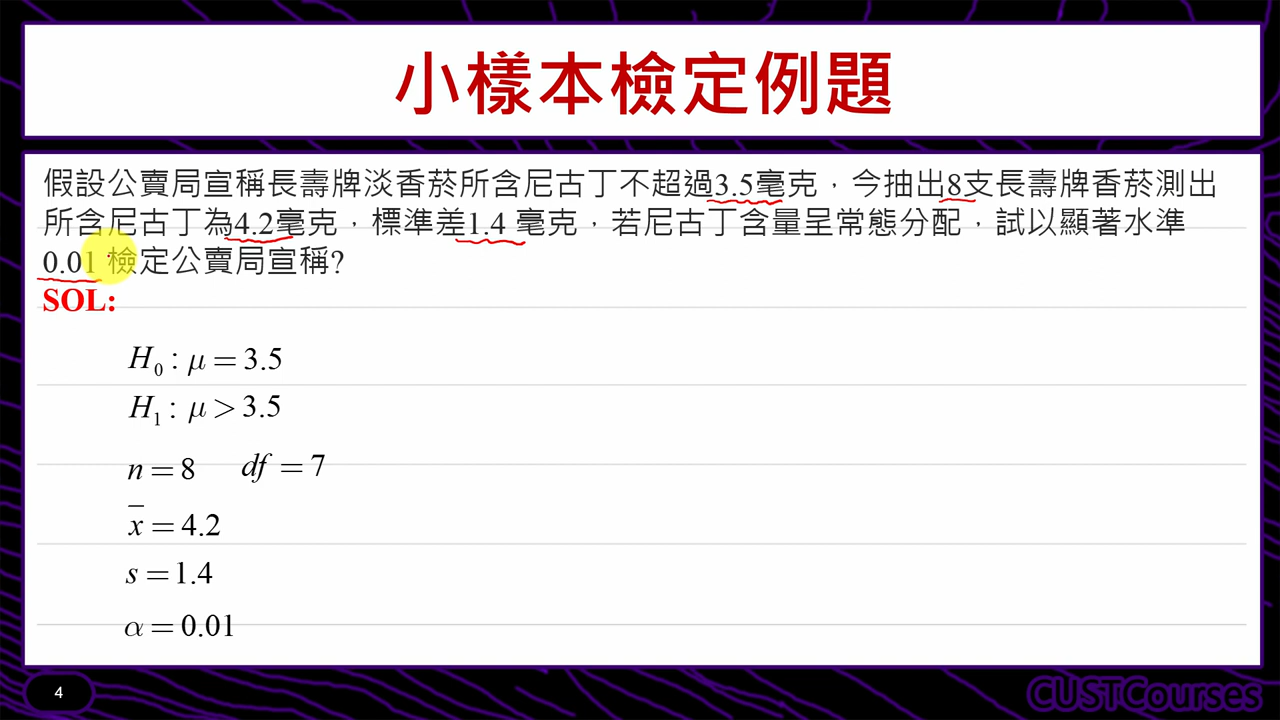 小樣本檢定例題
假設公賣局宣稱長壽牌淡香菸所含尼古丁不超過3.5毫克，今抽出8支長壽牌香菸測出
所含尼古丁為4.2毫克，標準差1.4 毫克，若尼古丁含量呈常態分配，試以顯著水準
0.01 檢定公賣局宣稱?
SOL:
H₀ : μ = 3.5
H₁ : μ > 3.5
n = 8 df = 7
x̄ = 4.2
s = 1.4
α = 0.01
4
CUSTCourses